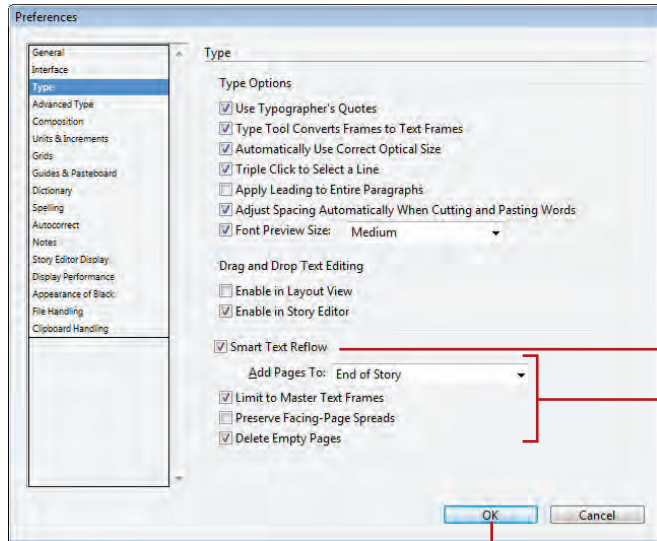 Preferences
General
Interface
Type
Advanced Type
Composition
Units & Increments
Grids
Guides & Pasteboard
Dictionary
Spelling
Autocorrect
Notes
Story Editor Display
Display Performance
Appearance of Black
File Handling
Clipboard Handling
Type
Type Options
Use Typographer's Quotes
Type Tool Converts Frames to Text Frames
Automatically Use Correct Optical Size
Triple Click to Select a Line
Apply Leading to Entire Paragraphs
Adjust Spacing Automatically When Cutting and Pasting Words
Font Preview Size: Medium
Drag and Drop Text Editing
Enable in Layout View
Enable in Story Editor
Smart Text Reflow
Add Pages To: End of Story
Limit to Master Text Frames
Preserve Facing-Page Spreads
Delete Empty Pages
OK Cancel